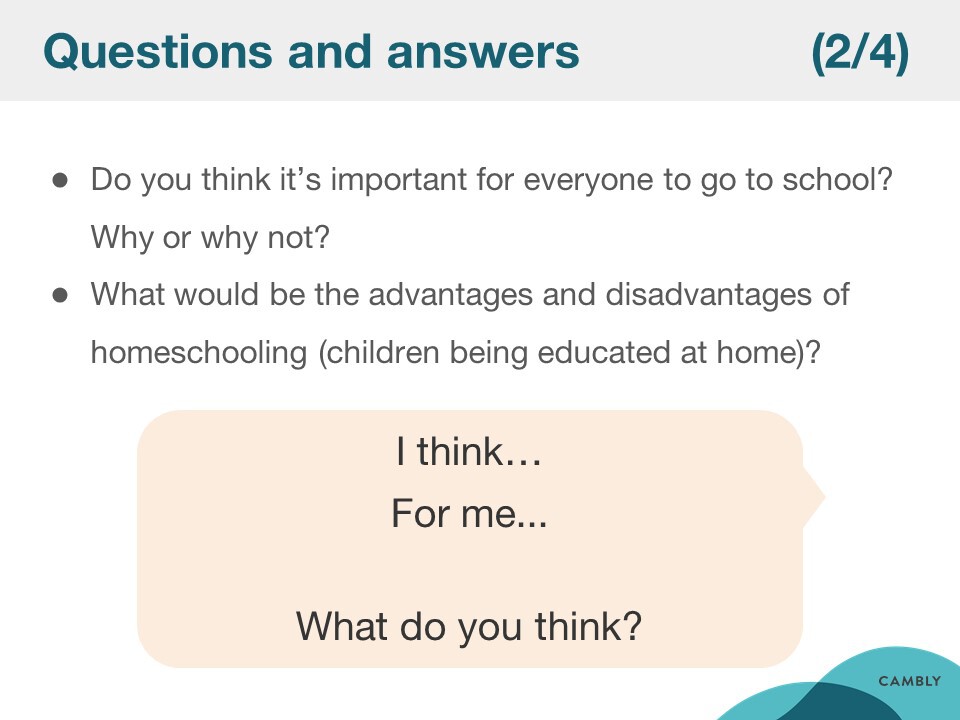 Questions and answers (2/4)
● Do you think it’s important for everyone to go to school?
Why or why not?
● What would be the advantages and disadvantages of
homeschooling (children being educated at home)?
I think…
For me...
What do you think?
CAMBLY